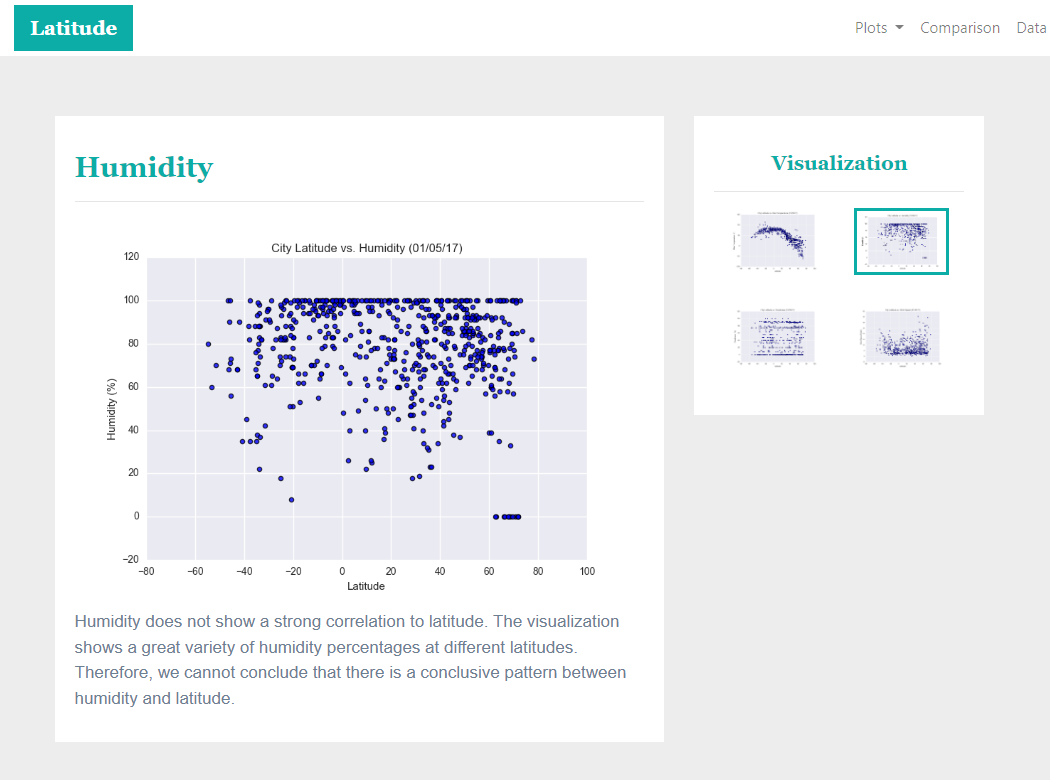 Latitude
Plots Comparison Data
Humidity
City Latitude vs. Humidity (01/05/17)
120
100
80
60
40
20
0
−20
Humidity (%)
−80 −60 −40 −20 0 20 40 60 80 100
Latitude
Humidity does not show a strong correlation to latitude. The visualization
shows a great variety of humidity percentages at different latitudes.
Therefore, we cannot conclude that there is a conclusive pattern between
humidity and latitude.
Visualization